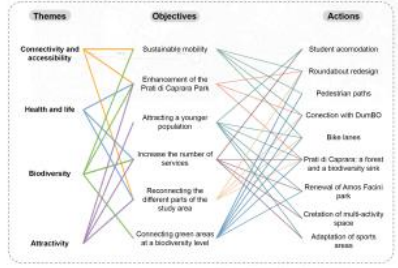 Themes
Objectives
Actions
Connectivity and
accessibility
Health and life
Biodiversity
Attractivity
Sustainable mobility
Enhancement of the
Prati di Caprara Park
Attracting a younger
population
Increase the number of
services
Reconnecting the
different parts of the
study area
Connecting green areas
at a biodiversity level
Student acomodation
Roundabout redesign
Pedestrian paths
Conection with DumBO
Bike lanes
Prati di Caprara: a forest
and a biodiversity sink
Renewal of Amos Facini
park
Cretation of multi-activity
space
Adaptation of sports
areas